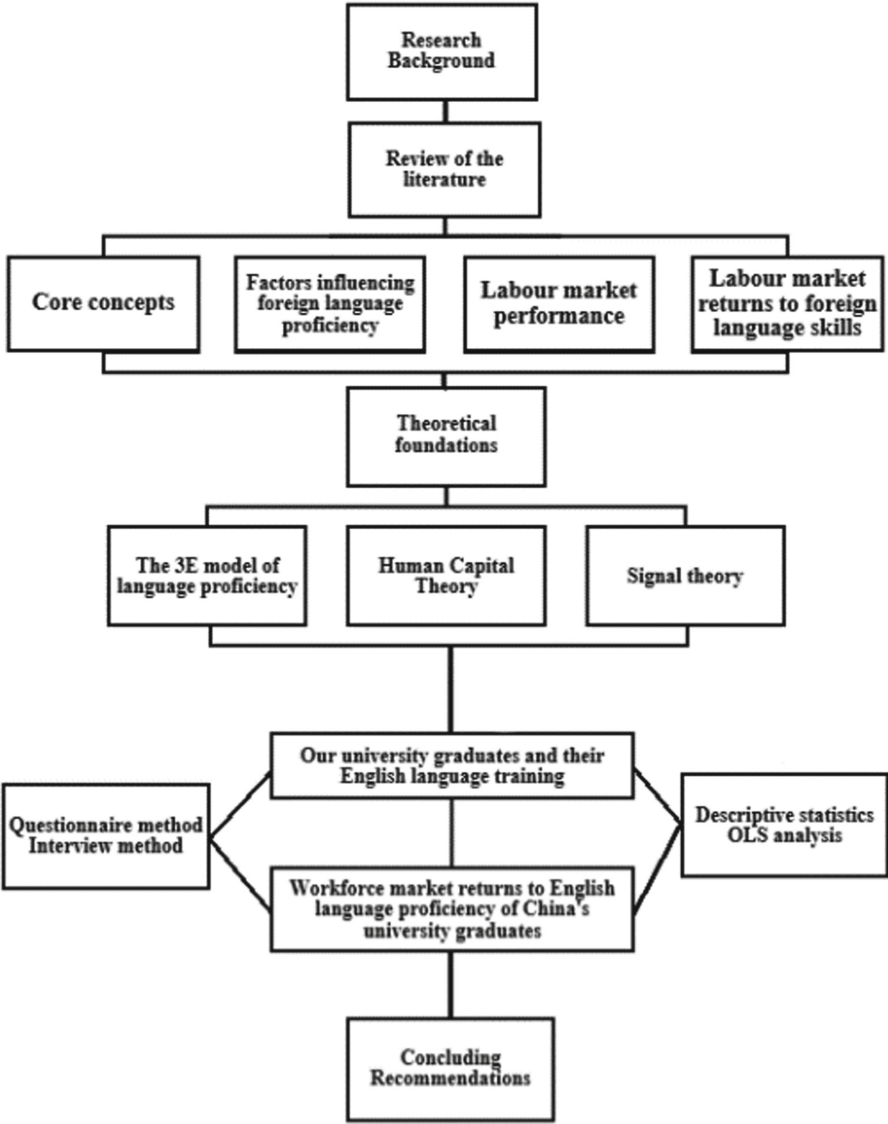 Research
Background
Review of the
literature
Core concepts
Factors influencing
foreign language
proficiency
Labour market
performance
Labour market
returns to foreign
language skills
Theoretical
foundations
The 3E model of
language proficiency
Human Capital
Theory
Signal theory
Our university graduates and their
English language training
Questionnaire method
Interview method
Descriptive statistics
OLS analysis
Workforce market returns to English
language proficiency of China's
university graduates
Concluding
Recommendations